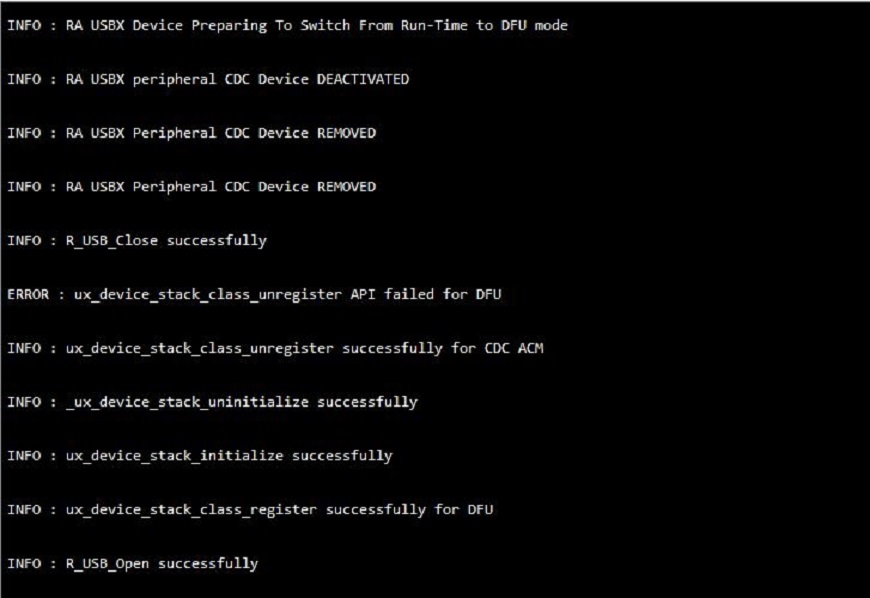 INFO : RA USBX Device Preparing To Switch From Run-Time to DFU mode
INFO : RA USBX peripheral CDC Device DEACTIVATED
INFO : RA USBX Peripheral CDC Device REMOVED
INFO : RA USBX Peripheral CDC Device REMOVED
INFO : R_USB_Close successfully
ERROR : ux_device_stack_class_unregister API failed for DFU
INFO : ux_device_stack_class_unregister successfully for CDC ACM
INFO : _ux_device_stack_uninitialize successfully
INFO : ux_device_stack_initialize successfully
INFO : ux_device_stack_class_register successfully for DFU
INFO : R_USB_Open successfully